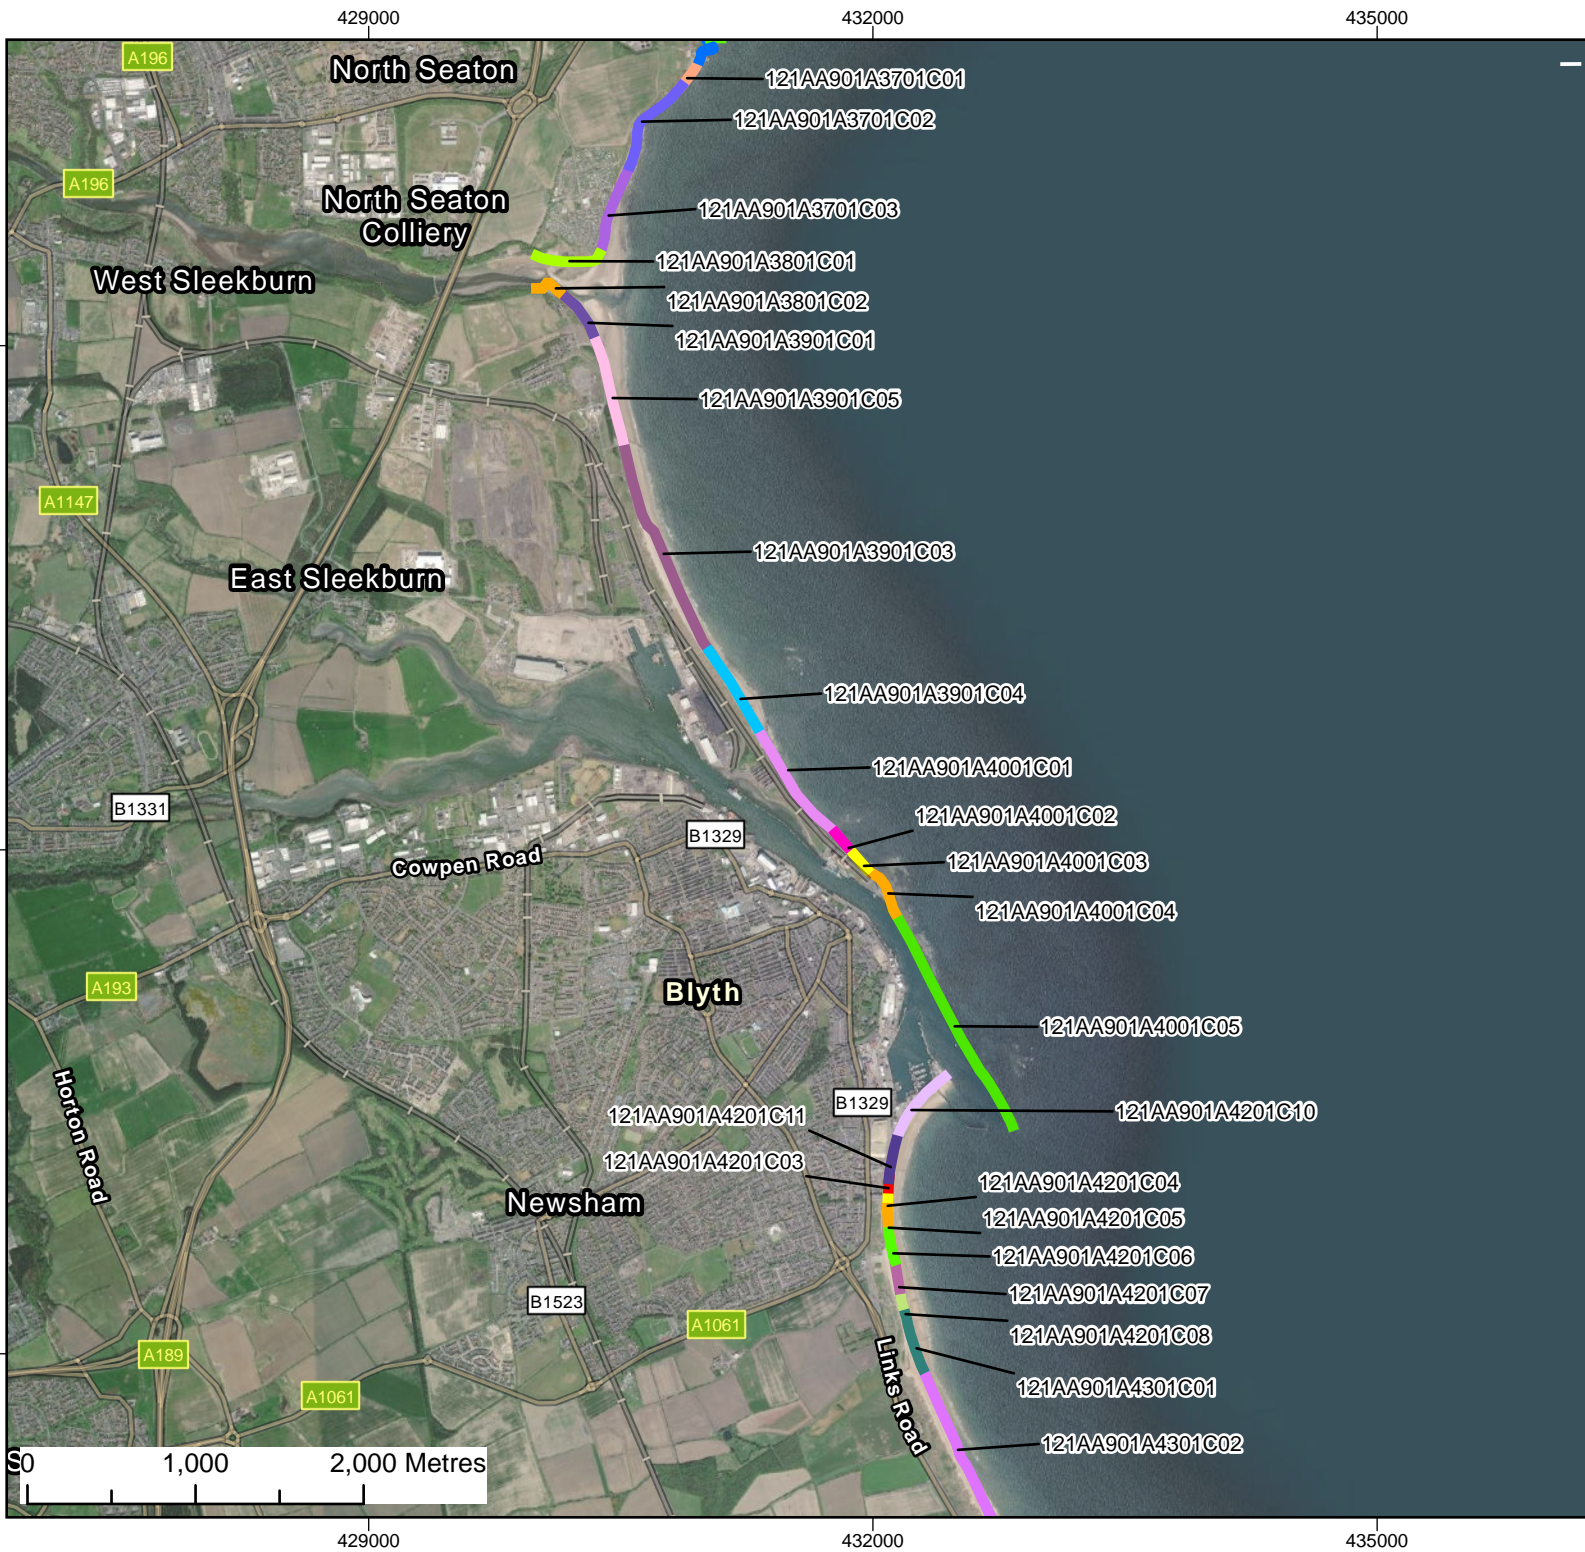 429000
432000
435000
A196
North Seaton
121AA901A3701C01
121AA901A3701C02
A196
North Seaton
Colliery
121AA901A3701C03
121AA901A3801C01
West Sleekburn
121AA901A3801C02
121AA901A3901C01
121AA901A3901C05
A1147
121AA901A3901C03
East Sleekburn
121AA901A3901C04
121AA901A4001C01
B1331
B1329
121AA901A4001C02
121AA901A4001C03
Cowpen Road
121AA901A4001C04
A193
Blyth
121AA901A4001C05
Horton Road
B1329
121AA901A4201C11
121AA901A4201C10
121AA901A4201C03
121AA901A4201C04
Newsham
121AA901A4201C05
121AA901A4201C06
121AA901A4201C07
B1523
A1061
121AA901A4201C08
A189
Links Road
121AA901A4301C01
A1061
121AA901A4301C02
S
0 1,000 2,000 Metres
429000
432000
435000